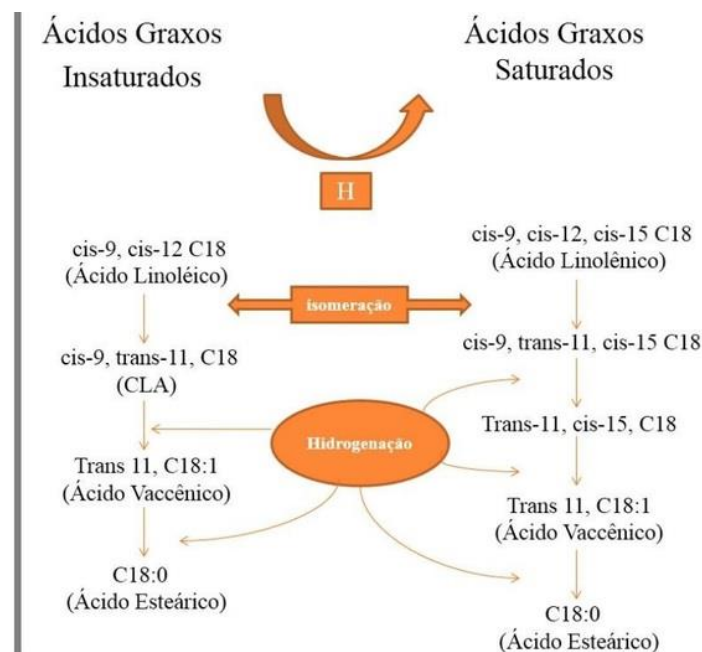 Ácidos Graxos
Insaturados
Ácidos Graxos
Saturados
H
cis-9, cis-12 C18
(Ácido Linoléico)
cis-9, cis-12, cis-15 C18
(Ácido Linolênico)
isomeração
cis-9, trans-11, C18
(CLA)
cis-9, trans-11, cis-15 C18
Hidrogenação
Trans-11, cis-15, C18
Trans 11, C18:1
(Ácido Vaccênico)
Trans 11, C18:1
(Ácido Vaccênico)
C18:0
(Ácido Esteárico)
C18:0
(Ácido Esteárico)